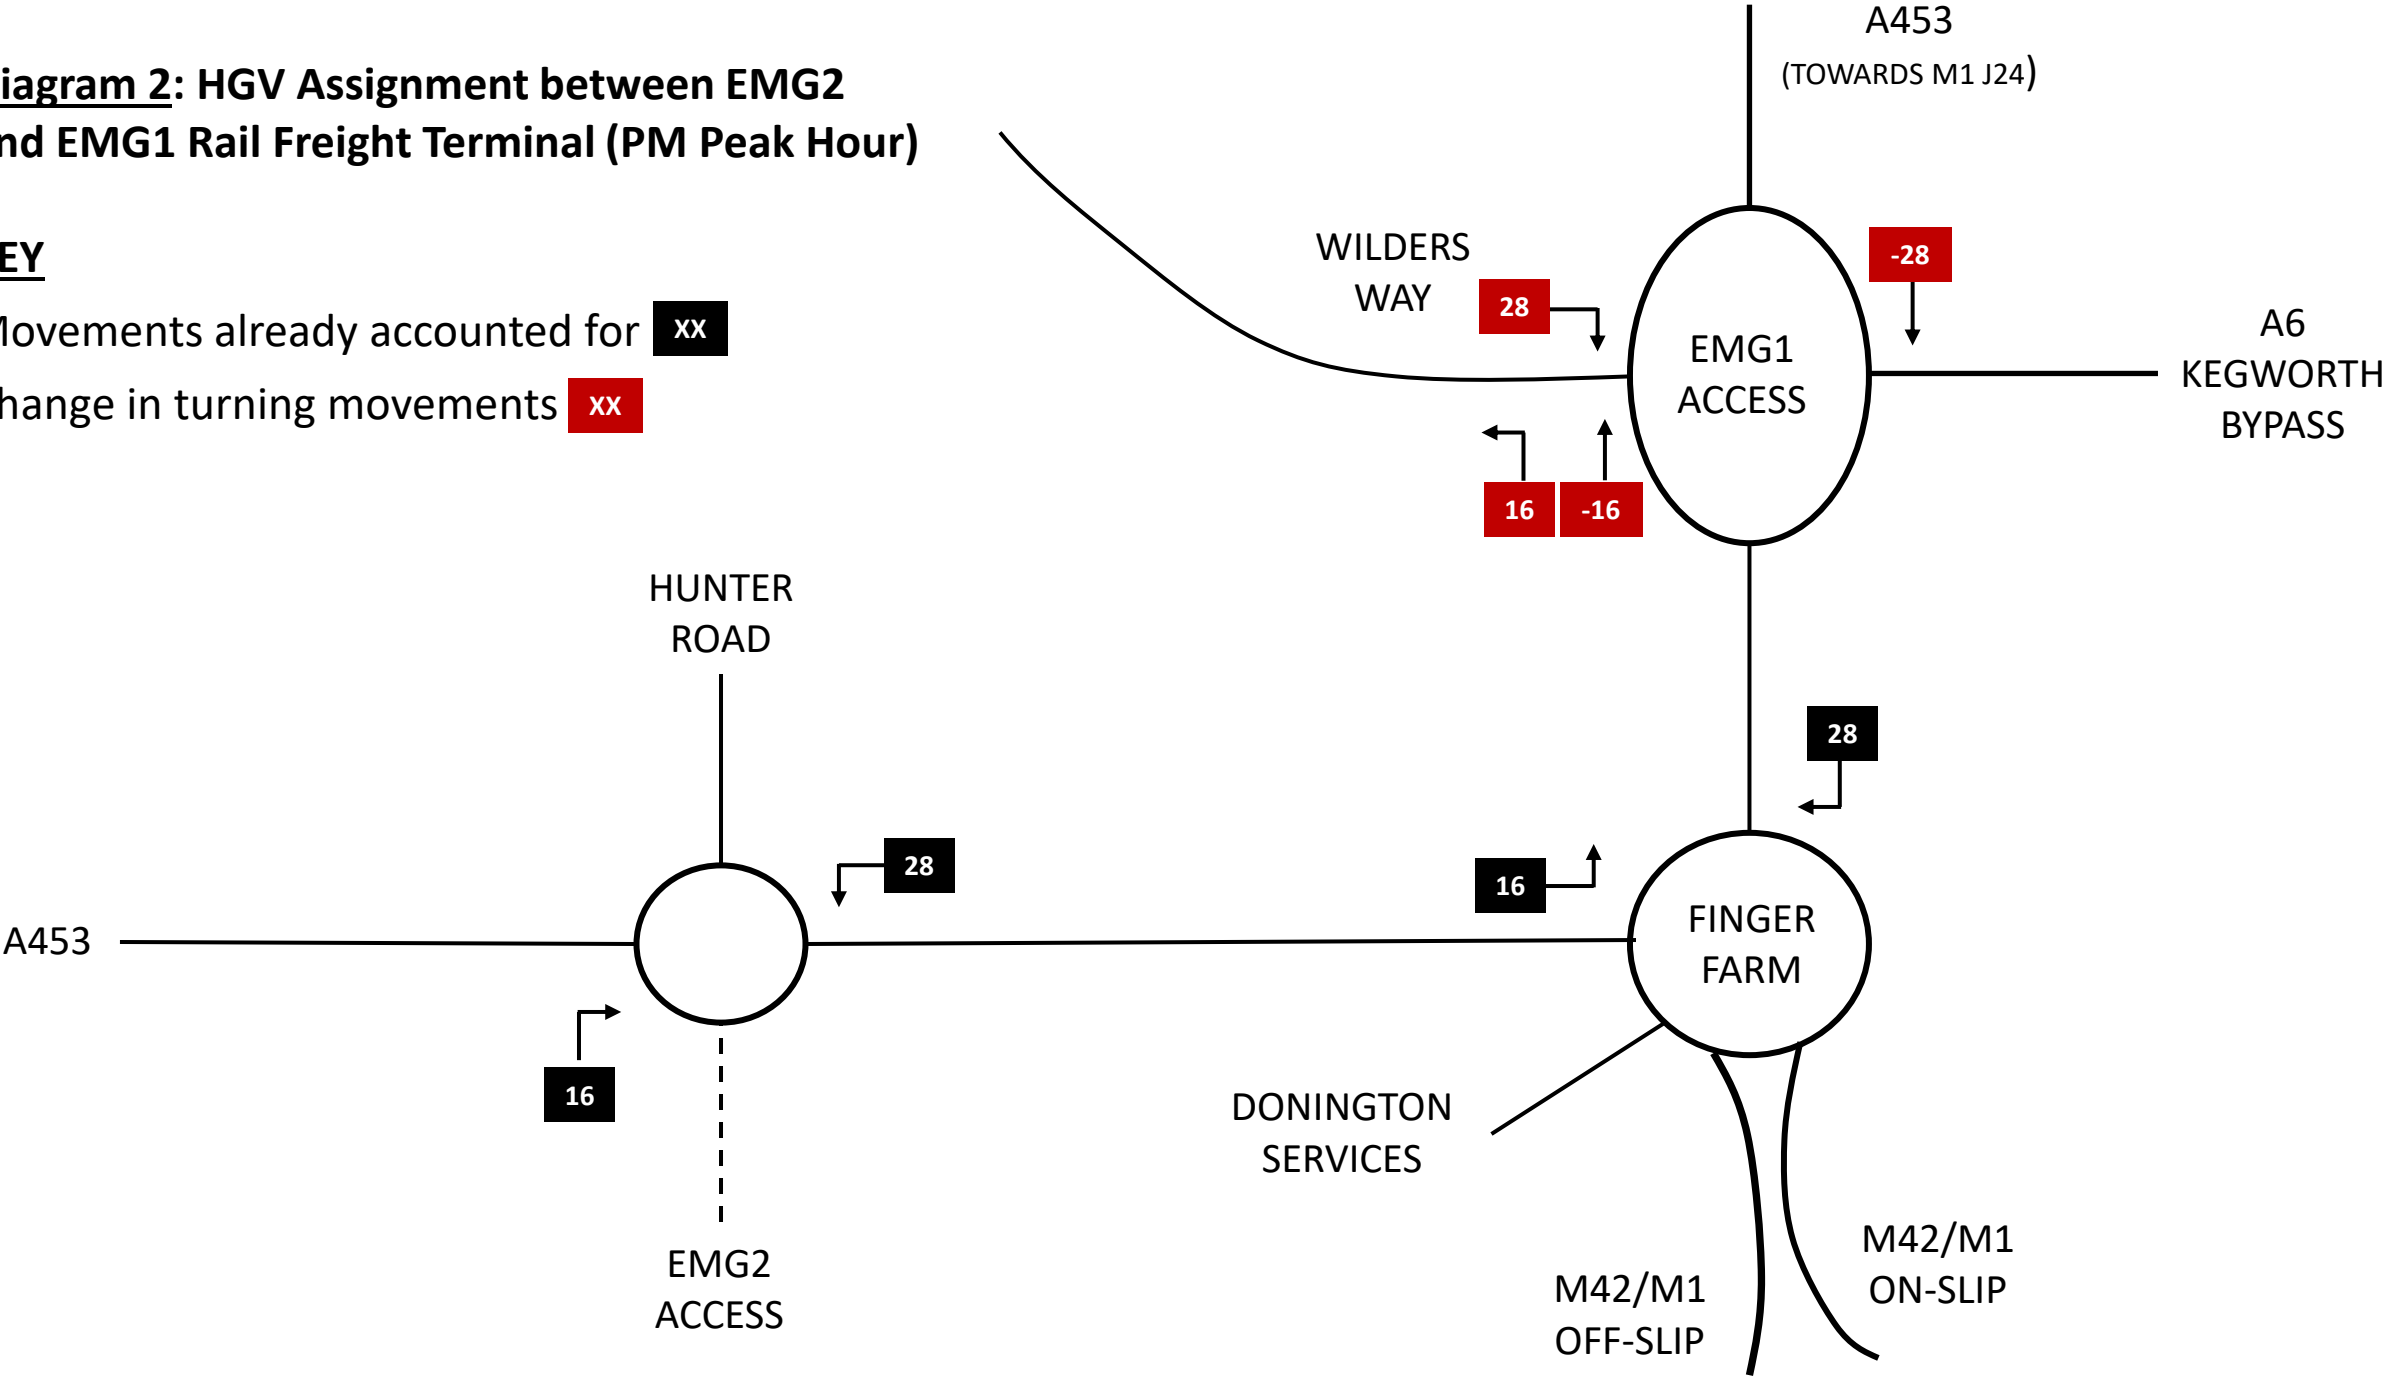 iagram 2: HGV Assignment between EMG2
nd EMG1 Rail Freight Terminal (PM Peak Hour)
EY
Movements already accounted for XX
hange in turning movements XX
A453
(TOWARDS M1 J24)
WILDERS
WAY
28
-28
EMG1
ACCESS
A6
KEGWORTH
BYPASS
16
-16
HUNTER
ROAD
28
28
16
A453
FINGER
FARM
16
DONINGTON
SERVICES
EMG2
ACCESS
M42/M1
OFF-SLIP
M42/M1
ON-SLIP